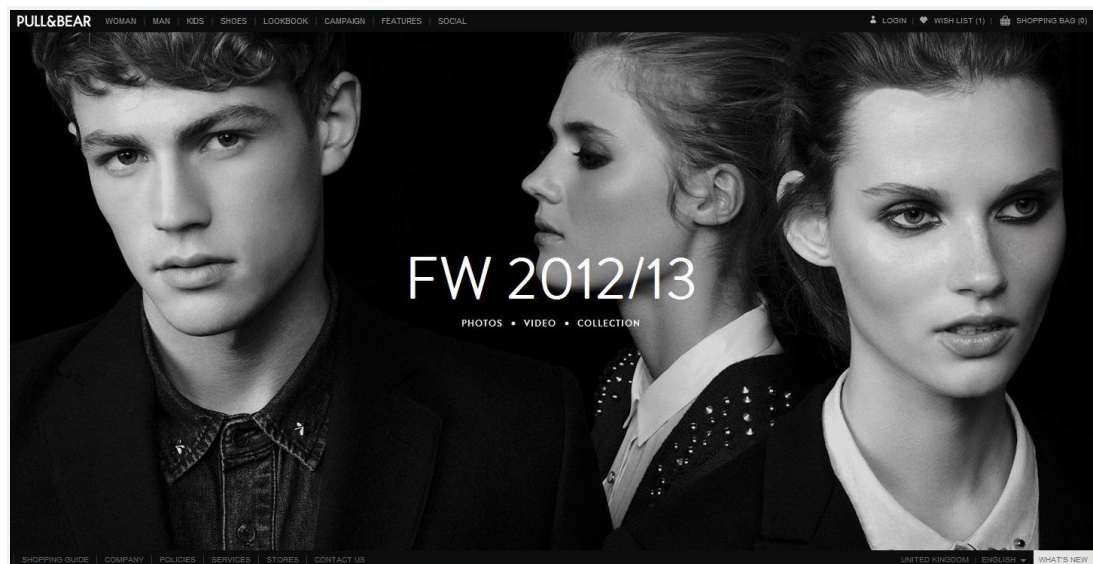 PULL&BEAR WOMAN | MAN | KIDS | SHOES | LOOKBOOK | CAMPAIGN | FEATURES | SOCIAL LOGIN | WISH LIST (1) | SHOPPING BAG (0)
FW 2012/13
PHOTOS • VIDEO • COLLECTION
SHOPPING GUIDE | COMPANY | POLICIES | SERVICES | STORES | CONTACT US UNITED KINGDOM | ENGLISH WHAT'S NEW